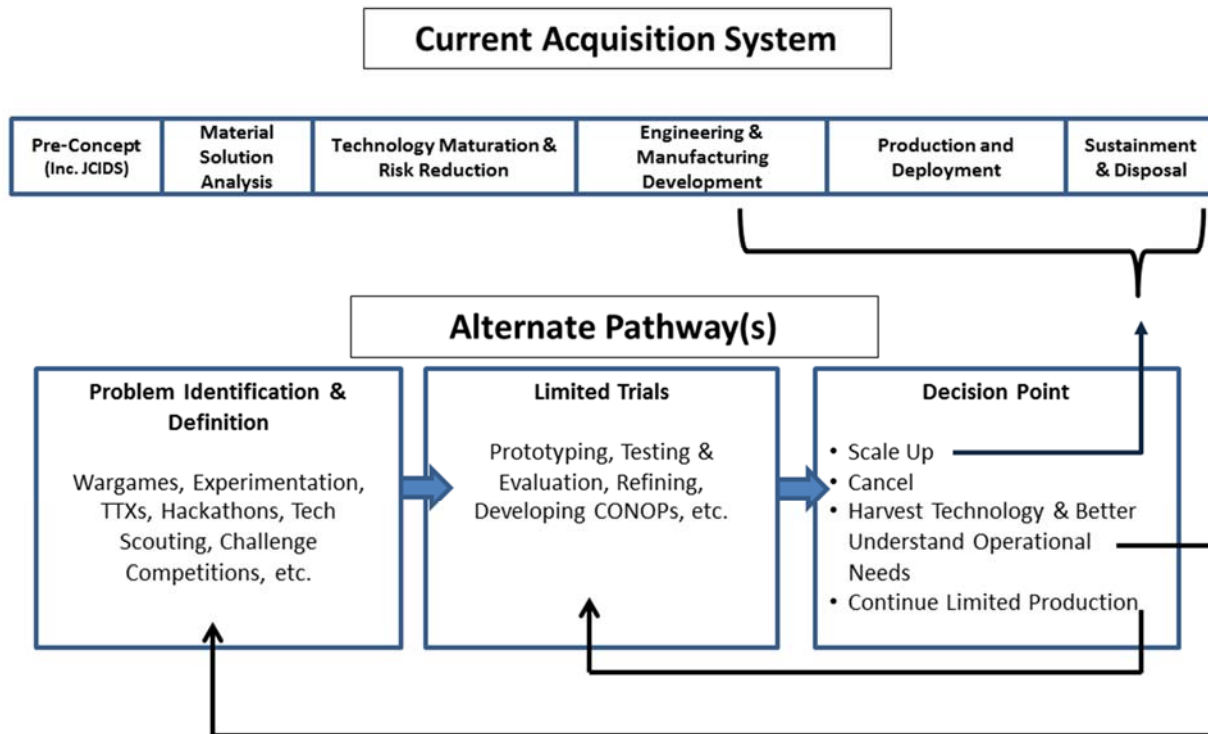 Current Acquisition System
Pre-Concept
(Inc. JCIDS)
Material
Solution
Analysis
Technology Maturation &
Risk Reduction
Engineering &
Manufacturing
Development
Production and
Deployment
Sustainment
& Disposal
Alternate Pathway(s)
Problem Identification &
Definition
Wargames, Experimentation,
TTXs, Hackathons, Tech
Scouting, Challenge
Competitions, etc.
Limited Trials
Prototyping, Testing &
Evaluation, Refining,
Developing CONOPs, etc.
Decision Point
• Scale Up
• Cancel
• Harvest Technology & Better
Understand Operational
Needs
• Continue Limited Production